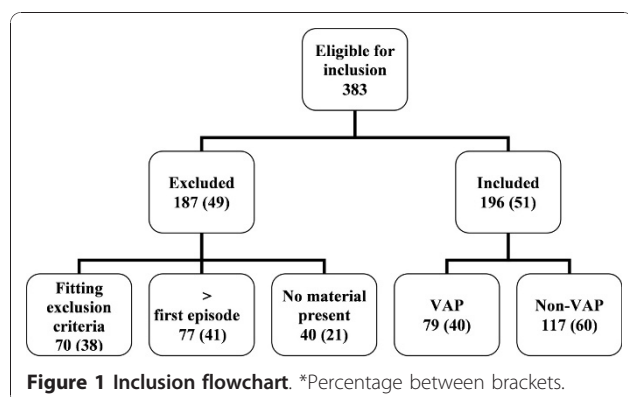 Eligible for
inclusion
383
Excluded
187 (49)
Included
196 (51)
Fitting
exclusion
criteria
70 (38)
>
first episode
77 (41)
No material
present
40 (21)
VAP
79 (40)
Non-VAP
117 (60)
Figure 1 Inclusion flowchart. *Percentage between brackets.